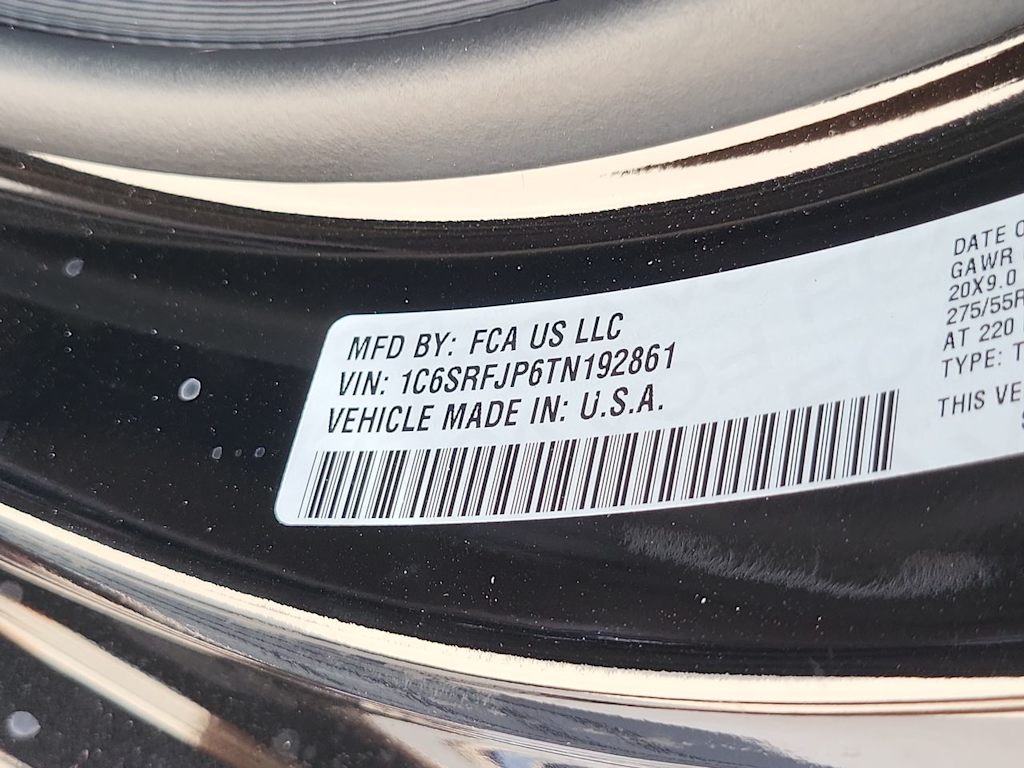 MFD BY: FCA US LLC
VIN: 1C6SRFJP6TN192861
VEHICLE MADE IN: U.S.A.
DATE O
GAWR
20X9.0
275/55R
AT 220
TYPE: T
THIS VE